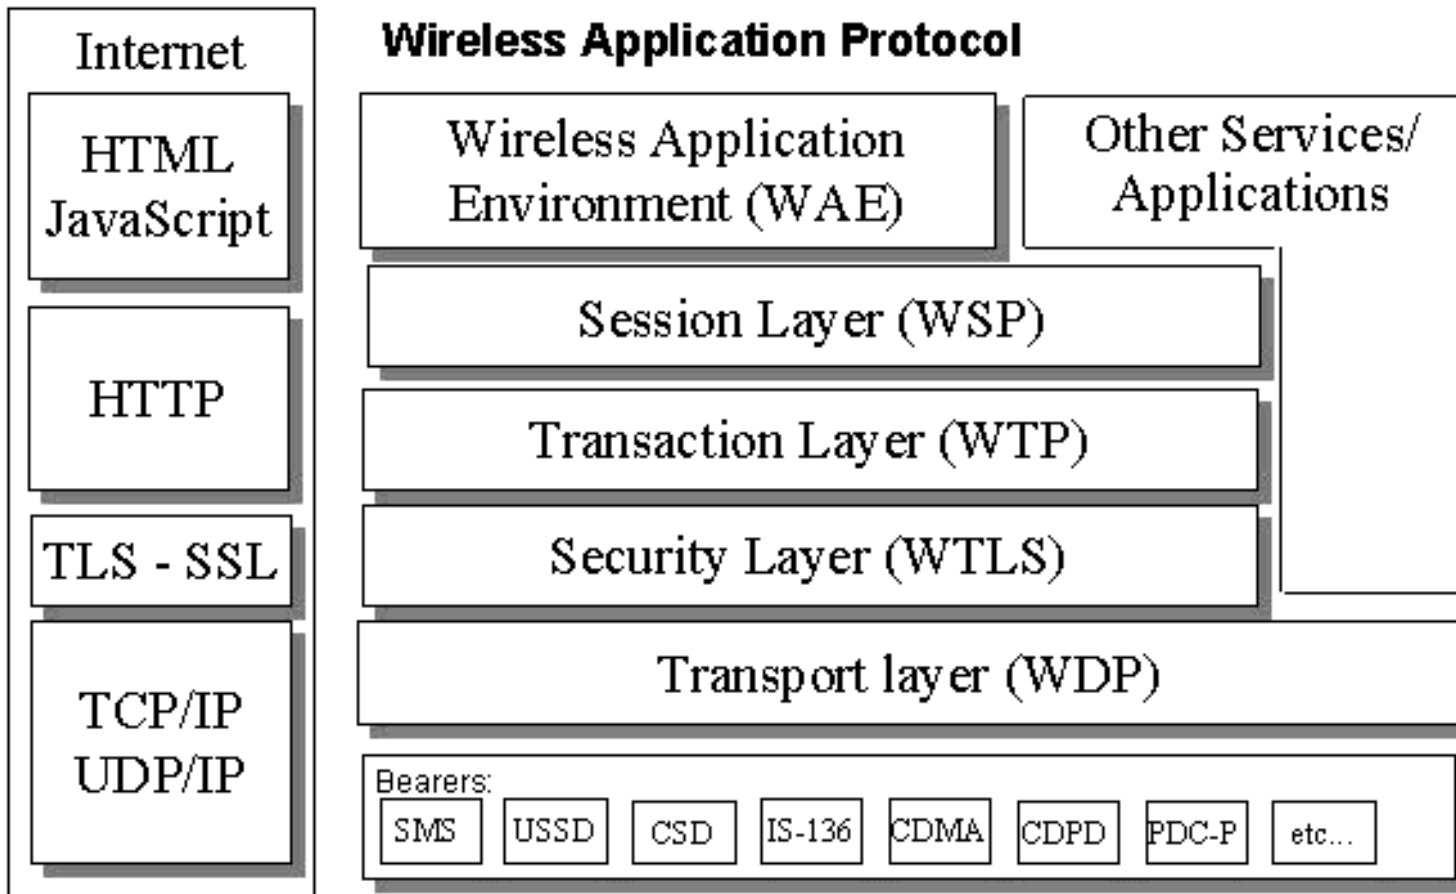 Internet
HTML
JavaScript
HTTP
TLS - SSL
TCP/IP
UDP/IP
Wireless Application Protocol
Wireless Application
Environment (WAE)
Other Services/
Applications
Session Layer (WSP)
Transaction Layer (WTP)
Security Layer (WTLS)
Transport layer (WDP)
Bearers:
SMS USSD CSD IS-136 CDMA CDPD PDC-P etc...